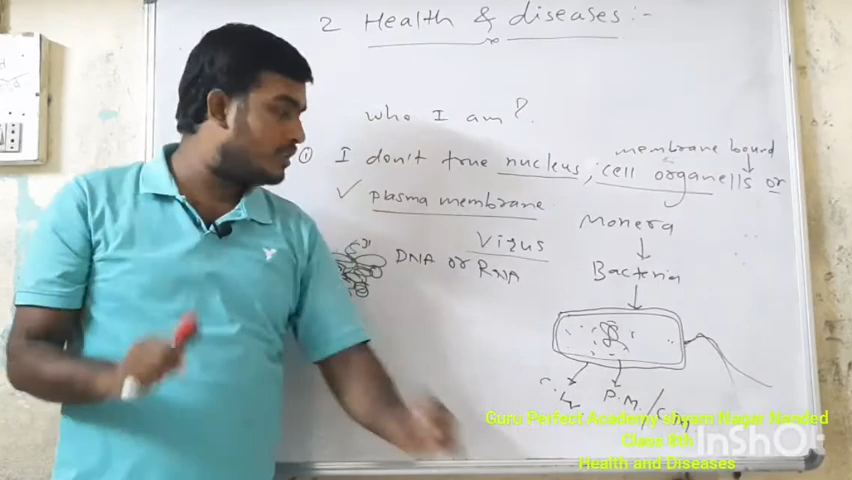 2 Health & diseases :-
who I am ?
membrane bound
① I don't true nucleus, cell organells or
✓ plasma membrane
Virus
Monera
DNA or RNA
Bacteria
P.M./C.M
Guru Perfect Academy shyam Nagar Nanded
Class 8th
InShOt
Health and Diseases